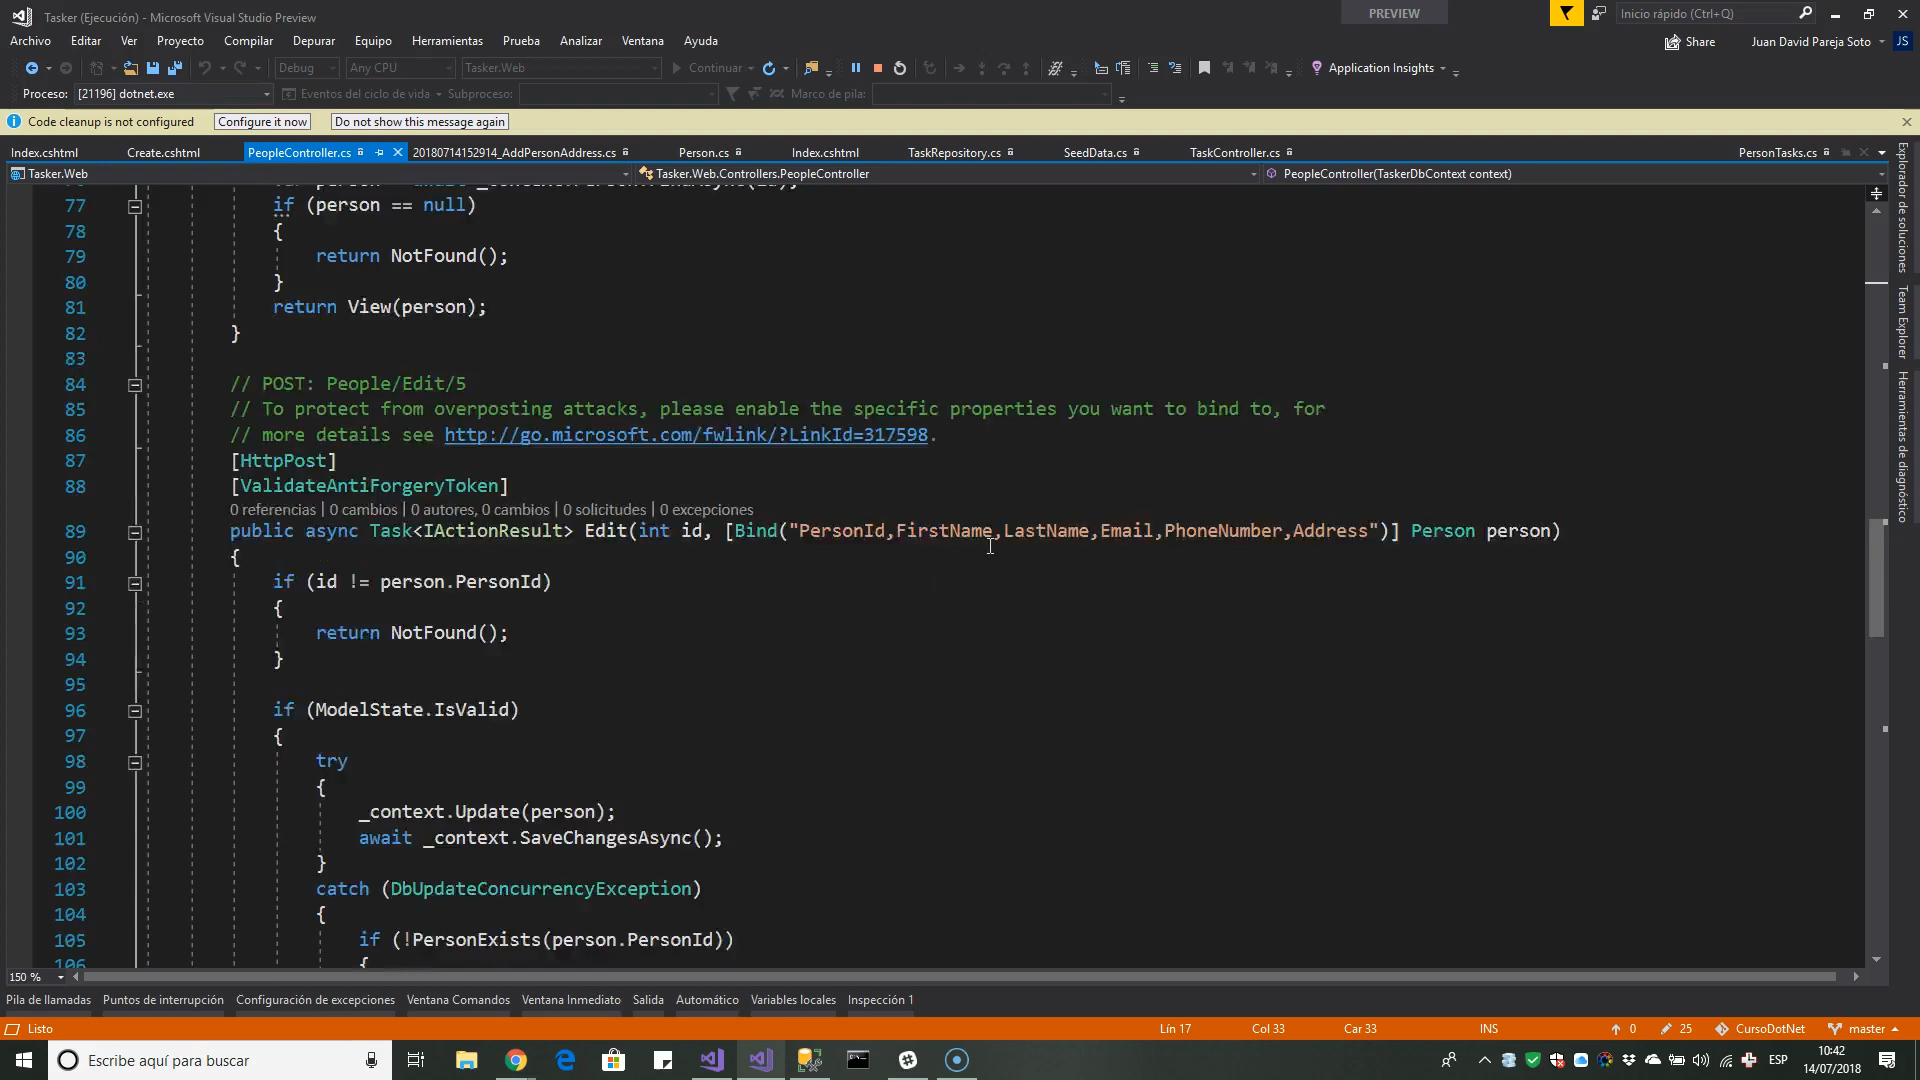 Tasker (Ejecución) - Microsoft Visual Studio Preview
PREVIEW
Inicio rápido (Ctrl+Q)
Archivo Editar Ver Proyecto Compilar Depurar Equipo Herramientas Prueba Analizar Ventana Ayuda
Share Juan David Pareja Soto JS
Debug Any CPU Tasker.Web Continuar Application Insights
Proceso: [21196] dotnet.exe Eventos del ciclo de vida Subproceso: Marco de pila:
Code cleanup is not configured Configure it now Do not show this message again
Index.cshtml Create.cshtml PeopleController.cs 20180714152914_AddPersonAddress.cs Person.cs Index.cshtml TaskRepository.cs SeedData.cs TaskController.cs PersonTasks.cs
Tasker.Web Tasker.Web.Controllers.PeopleController PeopleController(TaskerDbContext context)
77 if (person == null)
78 {
79 return NotFound();
80 }
81 return View(person);
82 }
83
84 // POST: People/Edit/5
85 // To protect from overposting attacks, please enable the specific properties you want to bind to, for
86 // more details see http://go.microsoft.com/fwlink/?LinkId=317598.
87 [HttpPost]
88 [ValidateAntiForgeryToken]
0 referencias | 0 cambios | 0 autores, 0 cambios | 0 solicitudes | 0 excepciones
89 public async Task<IActionResult> Edit(int id, [Bind("PersonId,FirstName,LastName,Email,PhoneNumber,Address")] Person person)
90 {
91 if (id != person.PersonId)
92 {
93 return NotFound();
94 }
95
96 if (ModelState.IsValid)
97 {
98 try
99 {
100 _context.Update(person);
101 await _context.SaveChangesAsync();
102 }
103 catch (DbUpdateConcurrencyException)
104 {
105 if (!PersonExists(person.PersonId))
106 {
150 %
Explorador de soluciones
Team Explorer
Herramientas de diagnóstico
Pila de llamadas Puntos de interrupción Configuración de excepciones Ventana Comandos Ventana Inmediato Salida Automático Variables locales Inspección 1
Listo Lín 17 Col 33 Car 33 INS 0 25 CursoDotNet master
Escribe aquí para buscar
ESP
10:42
14/07/2018